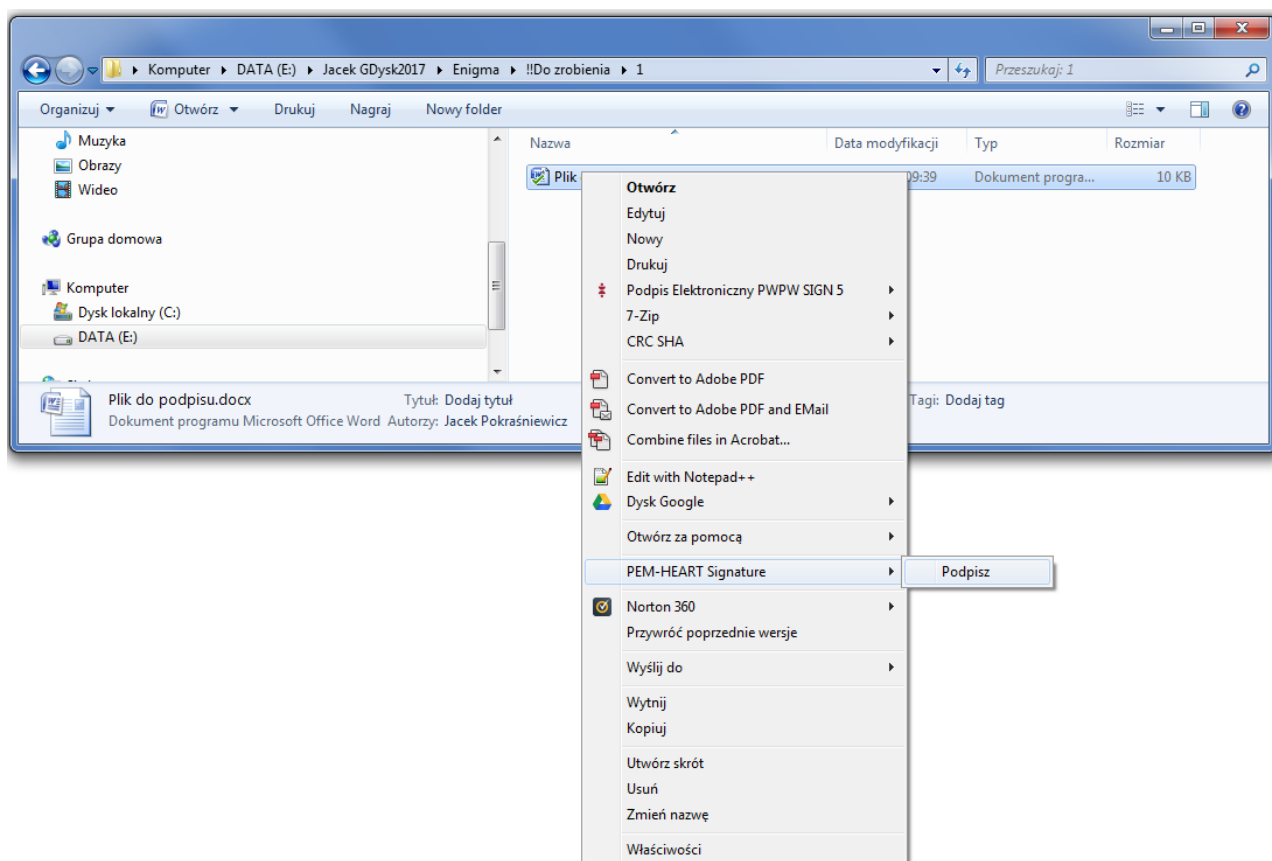 Komputer ▸ DATA (E:) ▸ Jacek GDysk2017 ▸ Enigma ▸ !!Do zrobienia ▸ 1
Przeszukaj: 1
Organizuj Otwórz Drukuj Nagraj Nowy folder
Muzyka
Obrazy
Wideo
Grupa domowa
Komputer
Dysk lokalny (C:)
DATA (E:)
Nazwa Data modyfikacji Typ Rozmiar
Plik 09:39 Dokument progra... 10 KB
Otwórz
Edytuj
Nowy
Drukuj
Podpis Elektroniczny PWPW SIGN 5
7-Zip
CRC SHA
Convert to Adobe PDF
Convert to Adobe PDF and EMail
Combine files in Acrobat...
Edit with Notepad++
Dysk Google
Otwórz za pomocą
PEM-HEART Signature
Podpisz
Norton 360
Przywróć poprzednie wersje
Wyślij do
Wytnij
Kopiuj
Utwórz skrót
Usuń
Zmień nazwę
Właściwości
Plik do podpisu.docx Tytuł: Dodaj tytuł Tagi: Dodaj tag
Dokument programu Microsoft Office Word Autorzy: Jacek Pokraśniewicz